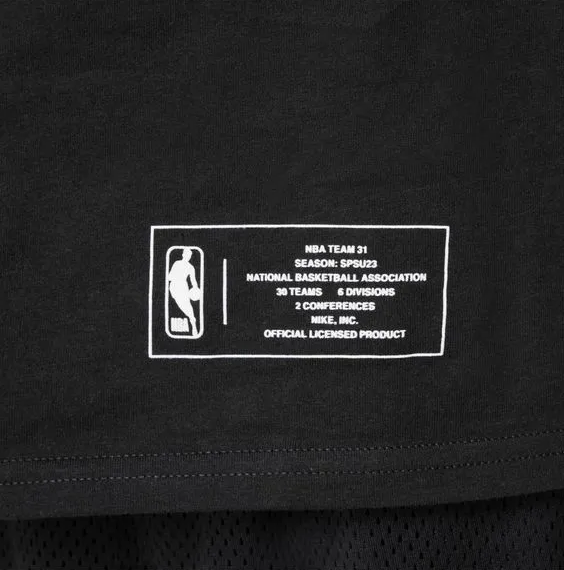 NBA TEAM 31
SEASON: SPSU23
NATIONAL BASKETBALL ASSOCIATION
30 TEAMS 6 DIVISIONS
2 CONFERENCES
NIKE, INC.
OFFICIAL LICENSED PRODUCT
NBA